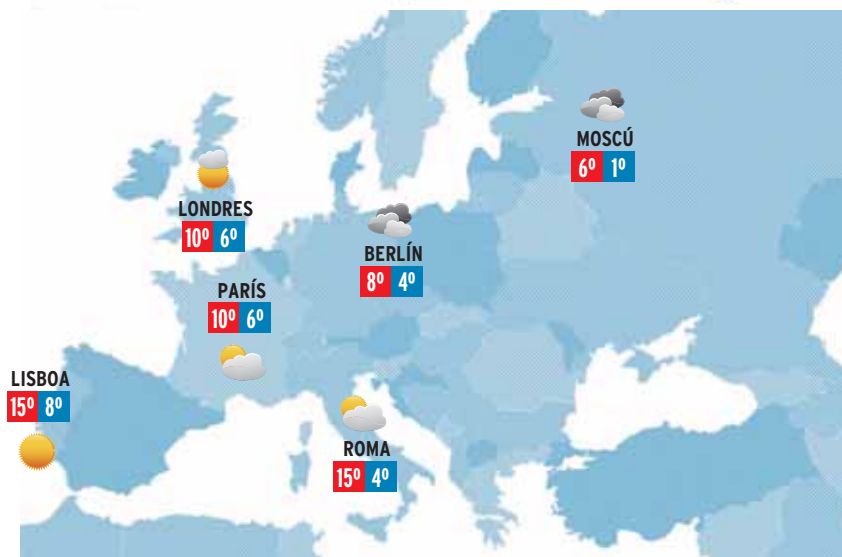 MOSCÚ
6º 1º
LONDRES
10º 6º
BERLÍN
8º 4º
PARÍS
10º 6º
LISBOA
15º 8º
ROMA
15º 4º